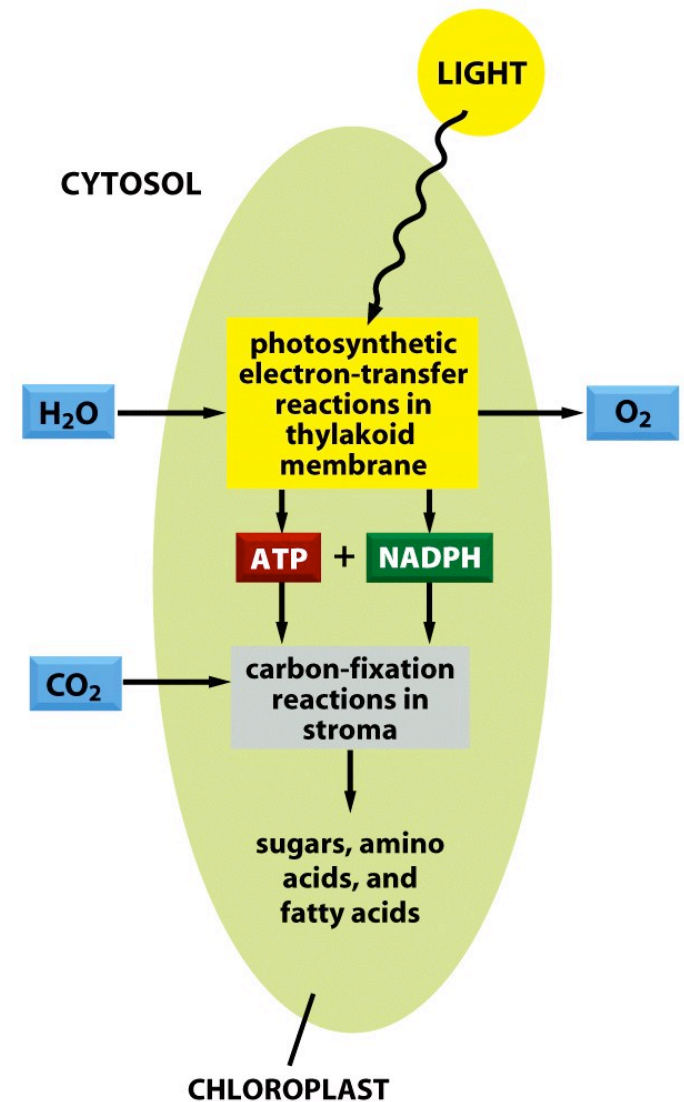 LIGHT
CYTOSOL
photosynthetic
electron-transfer
reactions in
thylakoid
membrane
H₂O
O₂
ATP + NADPH
carbon-fixation
reactions in
stroma
CO₂
sugars, amino
acids, and
fatty acids
CHLOROPLAST